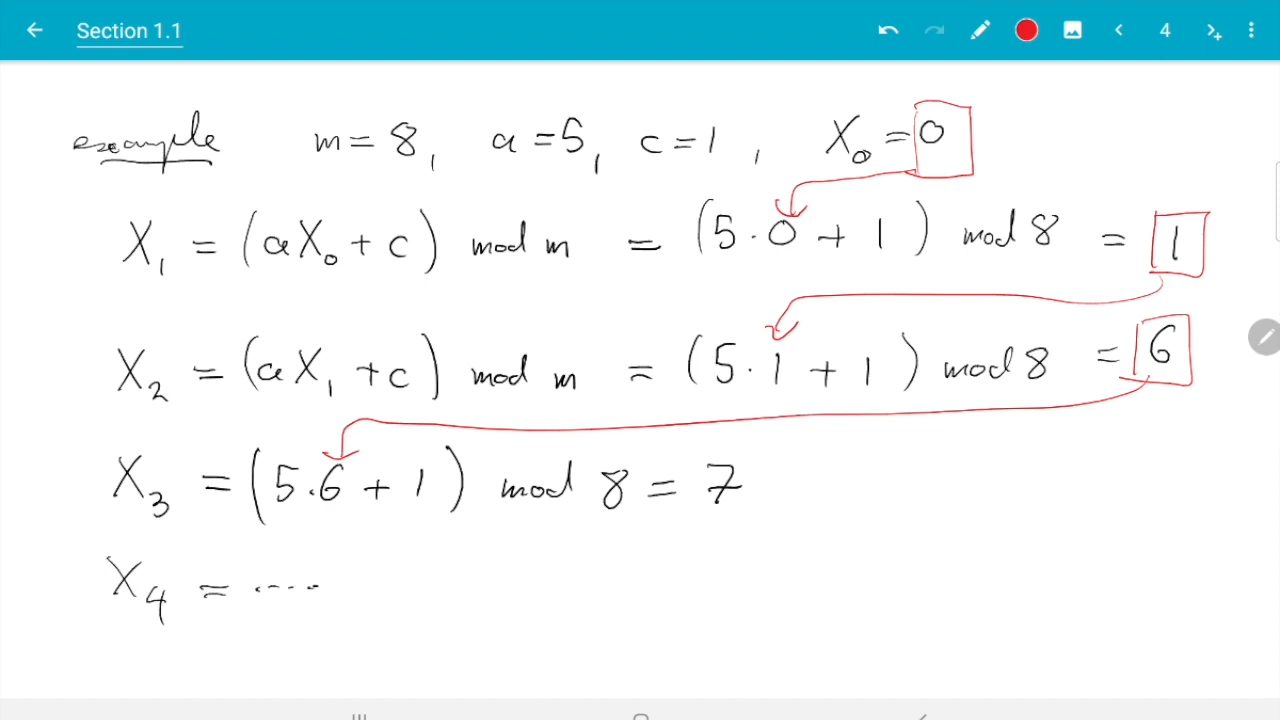 Section 1.1
4
example m = 8, a = 5, c = 1, X₀ = 0
X₁ = (aX₀ + c) mod m = (5·0 + 1) mod 8 = 1
X₂ = (aX₁ + c) mod m = (5·1 + 1) mod 8 = 6
X₃ = (5·6 + 1) mod 8 = 7
X₄ = .....